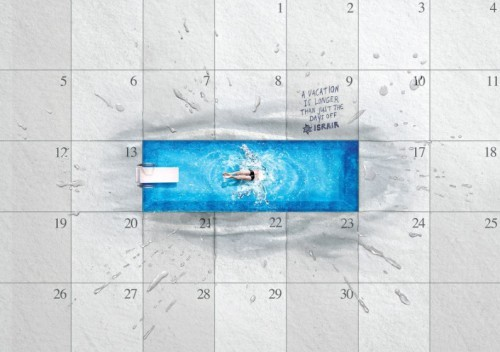 1 2 3 4
5 6 7 8 9 10 11
A VACATION
IS LONGER
THAN JUST THE
DAYS OFF
ISRAIR
12 13 17 18
19 20 21 22 23 24 25
26 27 28 29 30